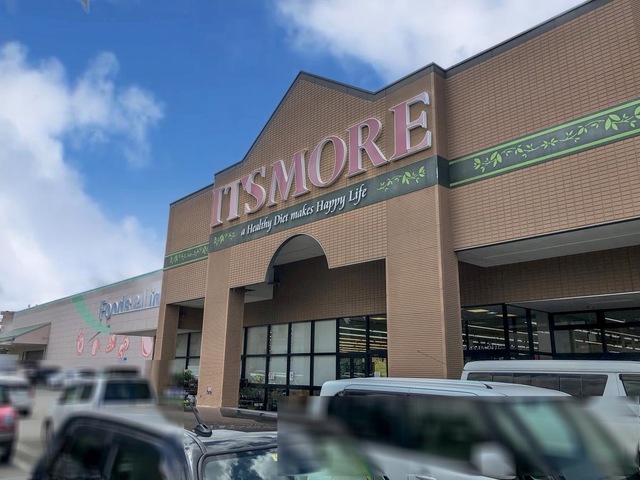 ITSMORE
a Healthy Diet makes Happy Life